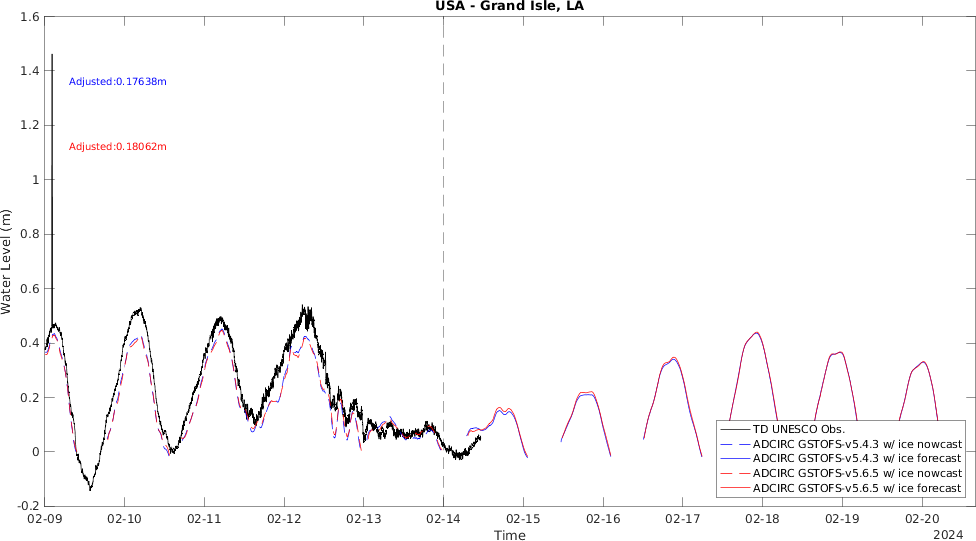 USA - Grand Isle, LA
1.6
1.4
1.2
1
0.8
0.6
0.4
0.2
0
-0.2
Water Level (m)
Adjusted:0.17638m
Adjusted:0.18062m
TD UNESCO Obs.
ADCIRC GSTOFS-v5.4.3 w/ ice nowcast
ADCIRC GSTOFS-v5.4.3 w/ ice forecast
ADCIRC GSTOFS-v5.6.5 w/ ice nowcast
ADCIRC GSTOFS-v5.6.5 w/ ice forecast
02-09 02-10 02-11 02-12 02-13 02-14 02-15 02-16 02-17 02-18 02-19 02-20
Time
2024